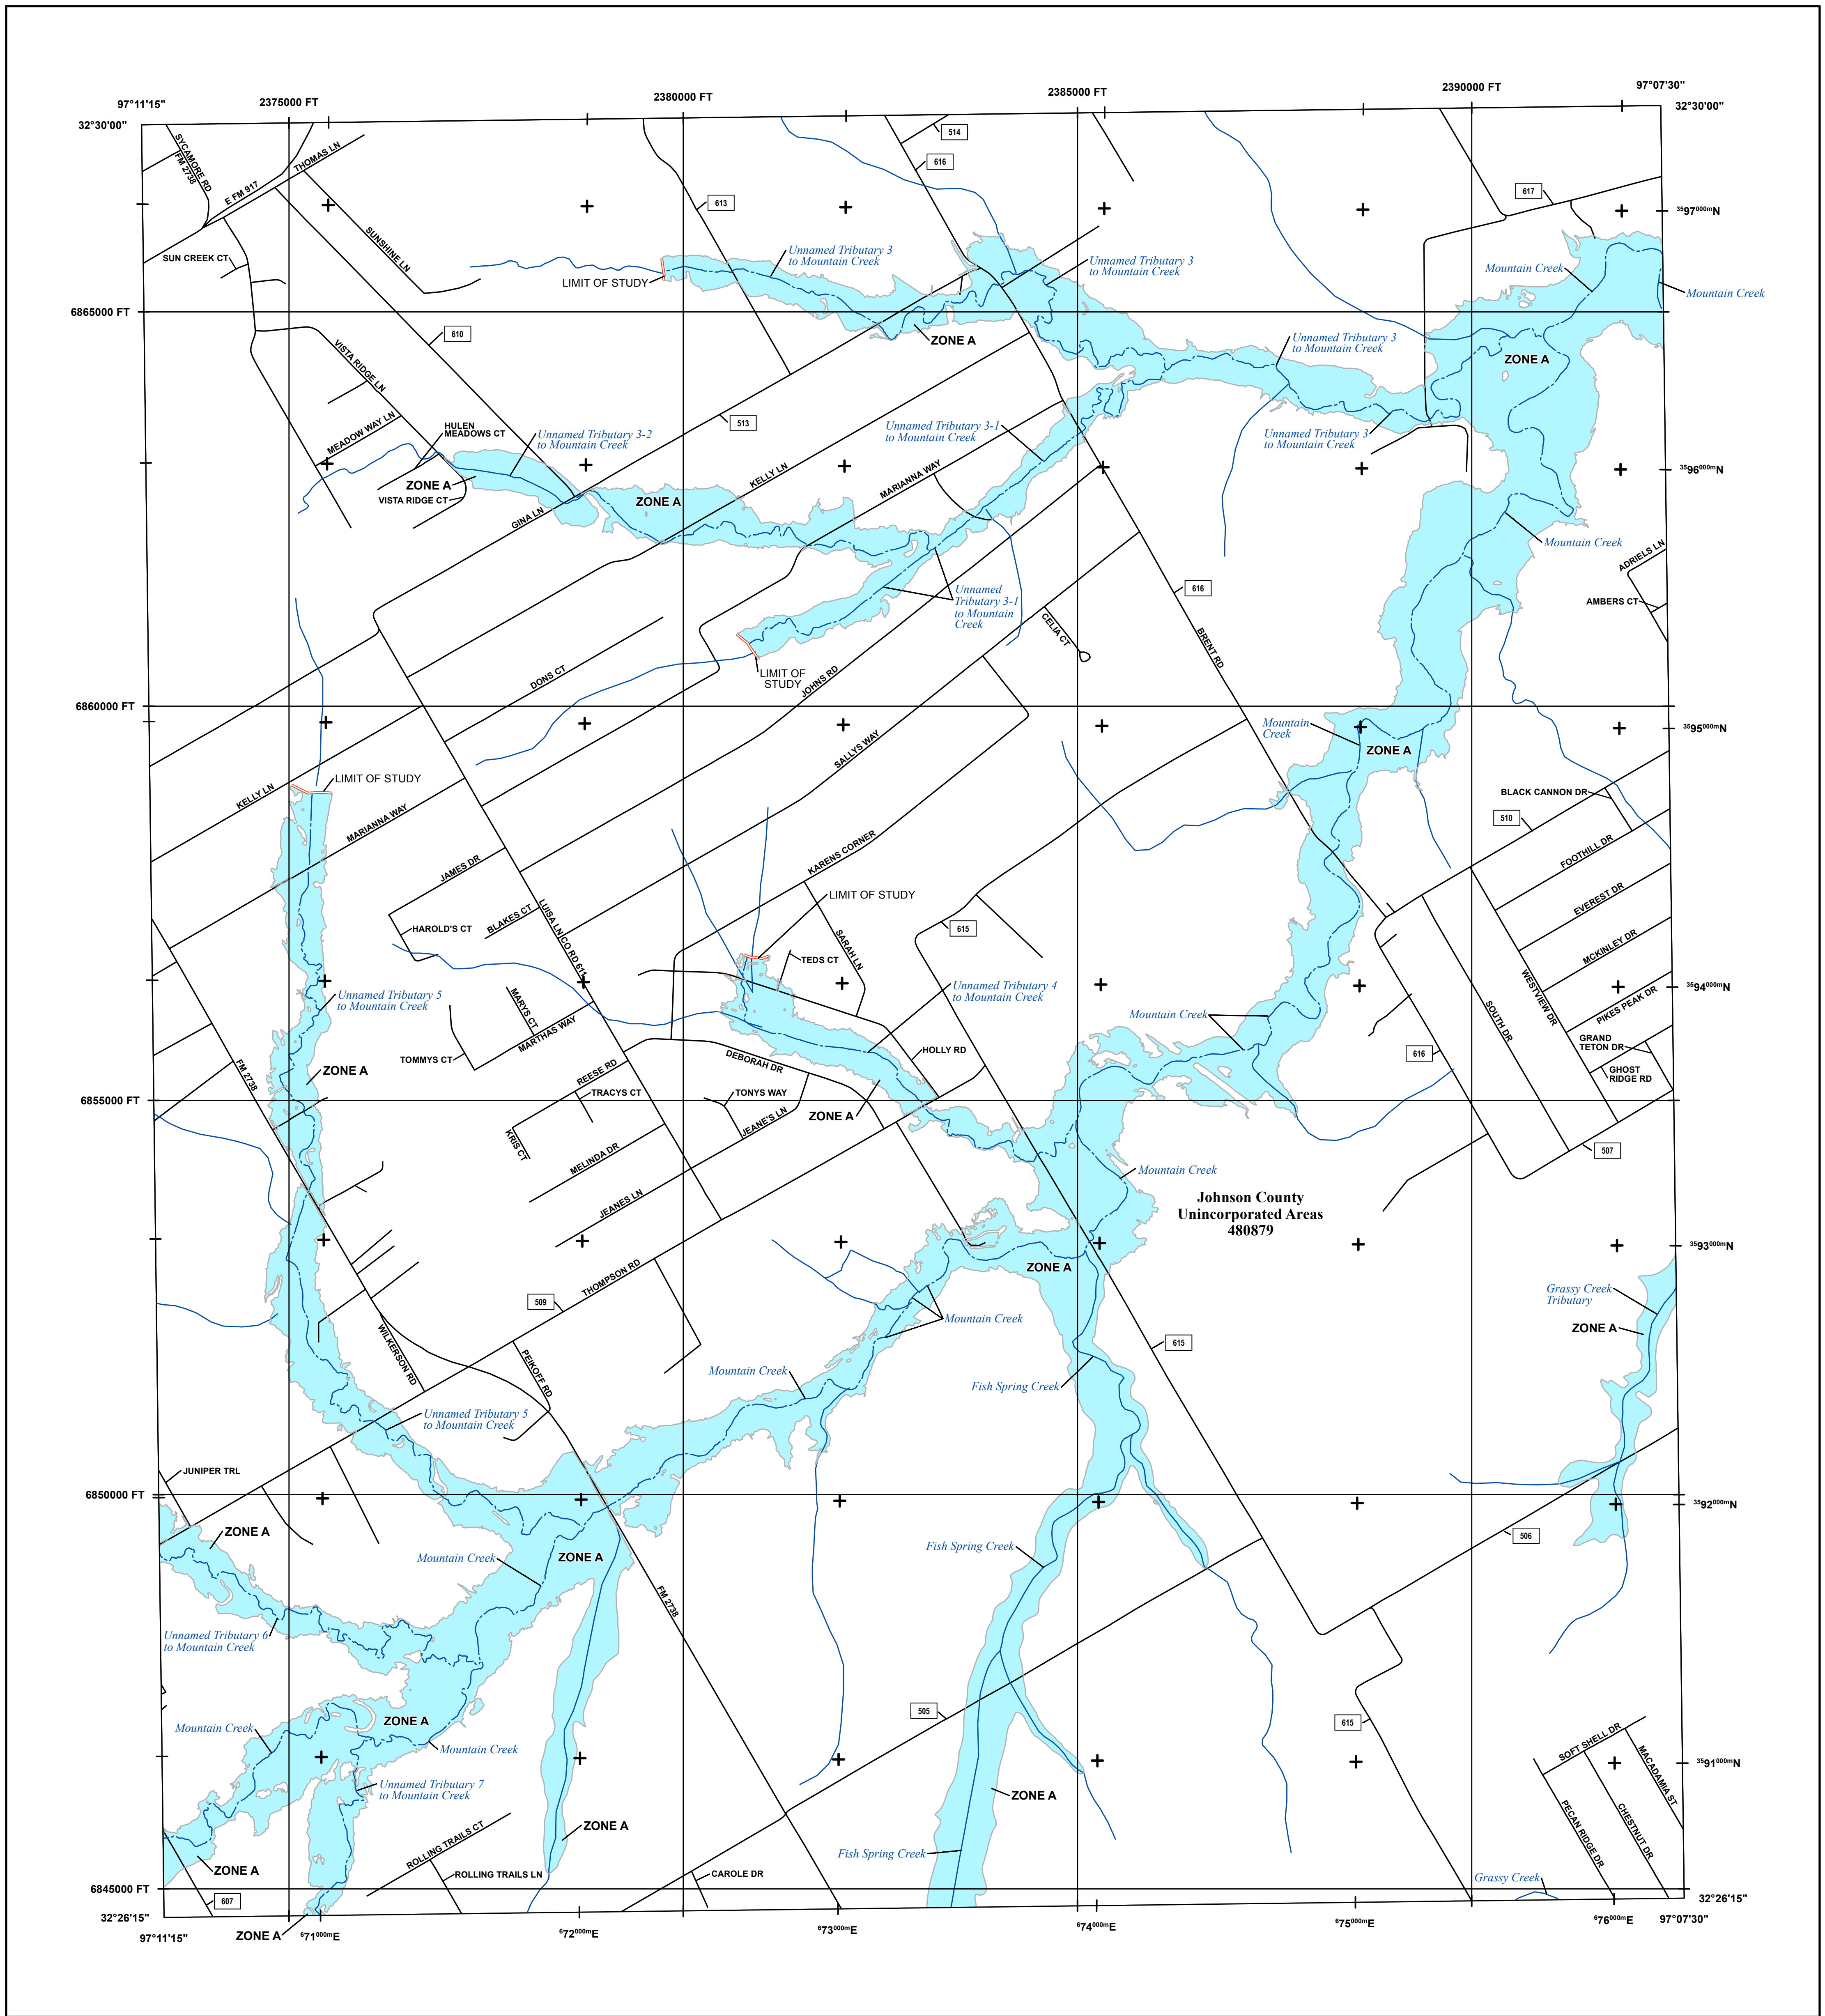 97°11'15"
2375000 FT
2380000 FT
2385000 FT
2390000 FT
97°07'30"
32°30'00"
32°30'00"
SYCAMORE RD
FM 2738
E FM 917
THOMAS LN
SUNSHINE LN
SUN CREEK CT
514
616
613
617
3597000mN
Unnamed Tributary 3
to Mountain Creek
Unnamed Tributary 3
to Mountain Creek
LIMIT OF STUDY
Mountain Creek
Mountain Creek
6865000 FT
610
ZONE A
Unnamed Tributary 3
to Mountain Creek
ZONE A
VISTA RIDGE LN
MEADOW WAY LN
HULEN
MEADOWS CT
Unnamed Tributary 3-2
to Mountain Creek
513
Unnamed Tributary 3-1
to Mountain Creek
Unnamed Tributary 3
to Mountain Creek
3596000mN
ZONE A
VISTA RIDGE CT
ZONE A
KELLY LN
MARIANNA WAY
GINA LN
Mountain Creek
ADRIELS LN
AMBERS CT
Unnamed
Tributary 3-1
to Mountain
Creek
616
CELIA CT
BRENT RD
DONS CT
LIMIT OF
STUDY
JOHNS RD
6860000 FT
Mountain
Creek
3595000mN
SALLYS WAY
ZONE A
LIMIT OF STUDY
KELLY LN
MARIANNA WAY
BLACK CANNON DR
510
FOOTHILL DR
KARENS CORNER
JAMES DR
LIMIT OF STUDY
EVEREST DR
HAROLD'S CT
BLAKES CT
LUISA LN/CO RD 611
615
SARAH LN
MCKINLEY DR
TEDS CT
WESTVIEW DR
Unnamed Tributary 5
to Mountain Creek
MARYS CT
Unnamed Tributary 4
to Mountain Creek
3594000mN
PIKES PEAK DR
SOUTH DR
Mountain Creek
MARTHAS WAY
TOMMYS CT
HOLLY RD
DEBORAH DR
616
GRAND
TETON DR
GHOST
RIDGE RD
FM 2738
ZONE A
REESE RD
TRACYS CT
TONYS WAY
JEANE'S LN
6855000 FT
ZONE A
KRIS CT
MELINDA DR
507
Mountain Creek
JEANES LN
Johnson County
Unincorporated Areas
480879
3593000mN
ZONE A
THOMPSON RD
509
Grassy Creek
Tributary
ZONE A
Mountain Creek
WILKERSON RD
PEIKOFF RD
615
Mountain Creek
Fish Spring Creek
Unnamed Tributary 5
to Mountain Creek
JUNIPER TRL
6850000 FT
3592000mN
ZONE A
506
Mountain Creek
ZONE A
Fish Spring Creek
FM 2738
Unnamed Tributary 6
to Mountain Creek
505
ZONE A
Mountain Creek
Mountain Creek
615
SOFT SHELL DR
MACADAMIA ST
3591000mN
Unnamed Tributary 7
to Mountain Creek
ZONE A
PECAN RIDGE DR
CHESTNUT DR
ROLLING TRAILS CT
ZONE A
Fish Spring Creek
ZONE A
ROLLING TRAILS LN
CAROLE DR
Grassy Creek
6845000 FT
607
32°26'15"
32°26'15"
97°11'15"
ZONE A
671000mE
672000mE
673000mE
674000mE
675000mE
676000mE
97°07'30"